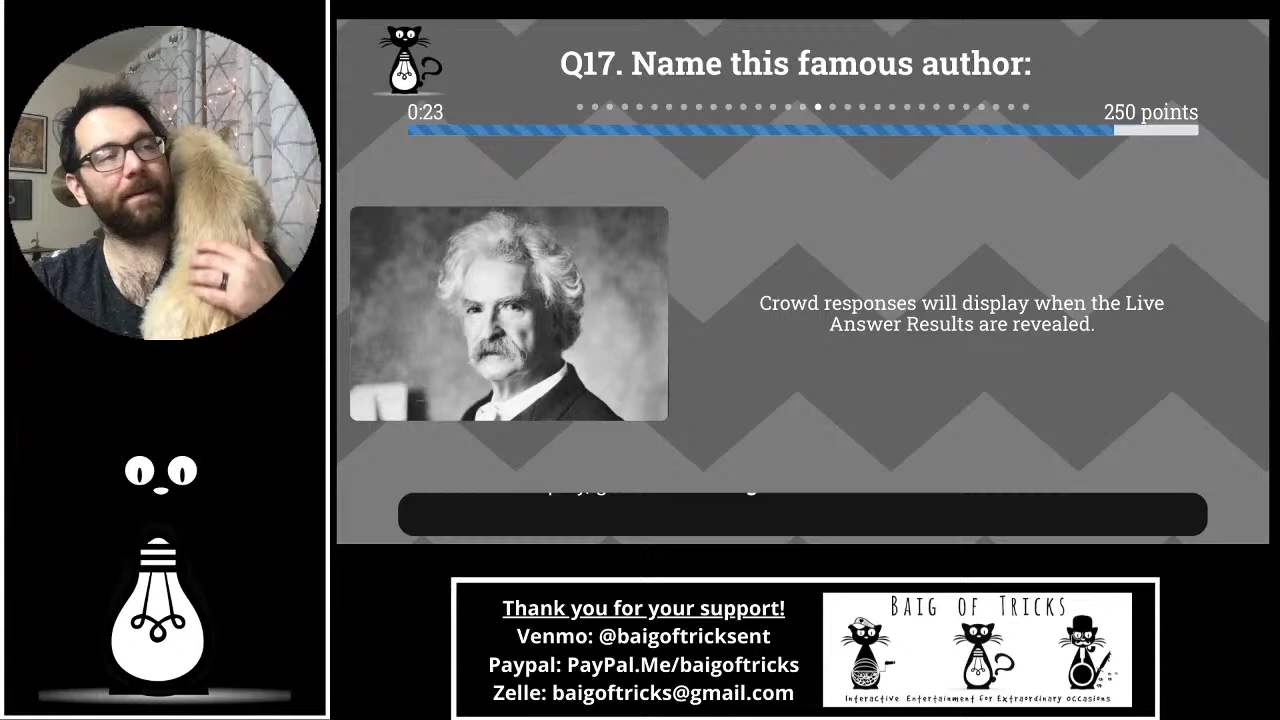 Q17. Name this famous author:
0:23
250 points
Crowd responses will display when the Live
Answer Results are revealed.
Thank you for your support!
Venmo: @baigoftricksent
Paypal: PayPal.Me/baigoftricks
Zelle: baigoftricks@gmail.com
BAIG OF TRICKS
Interactive Entertainment for Extraordinary Occasions